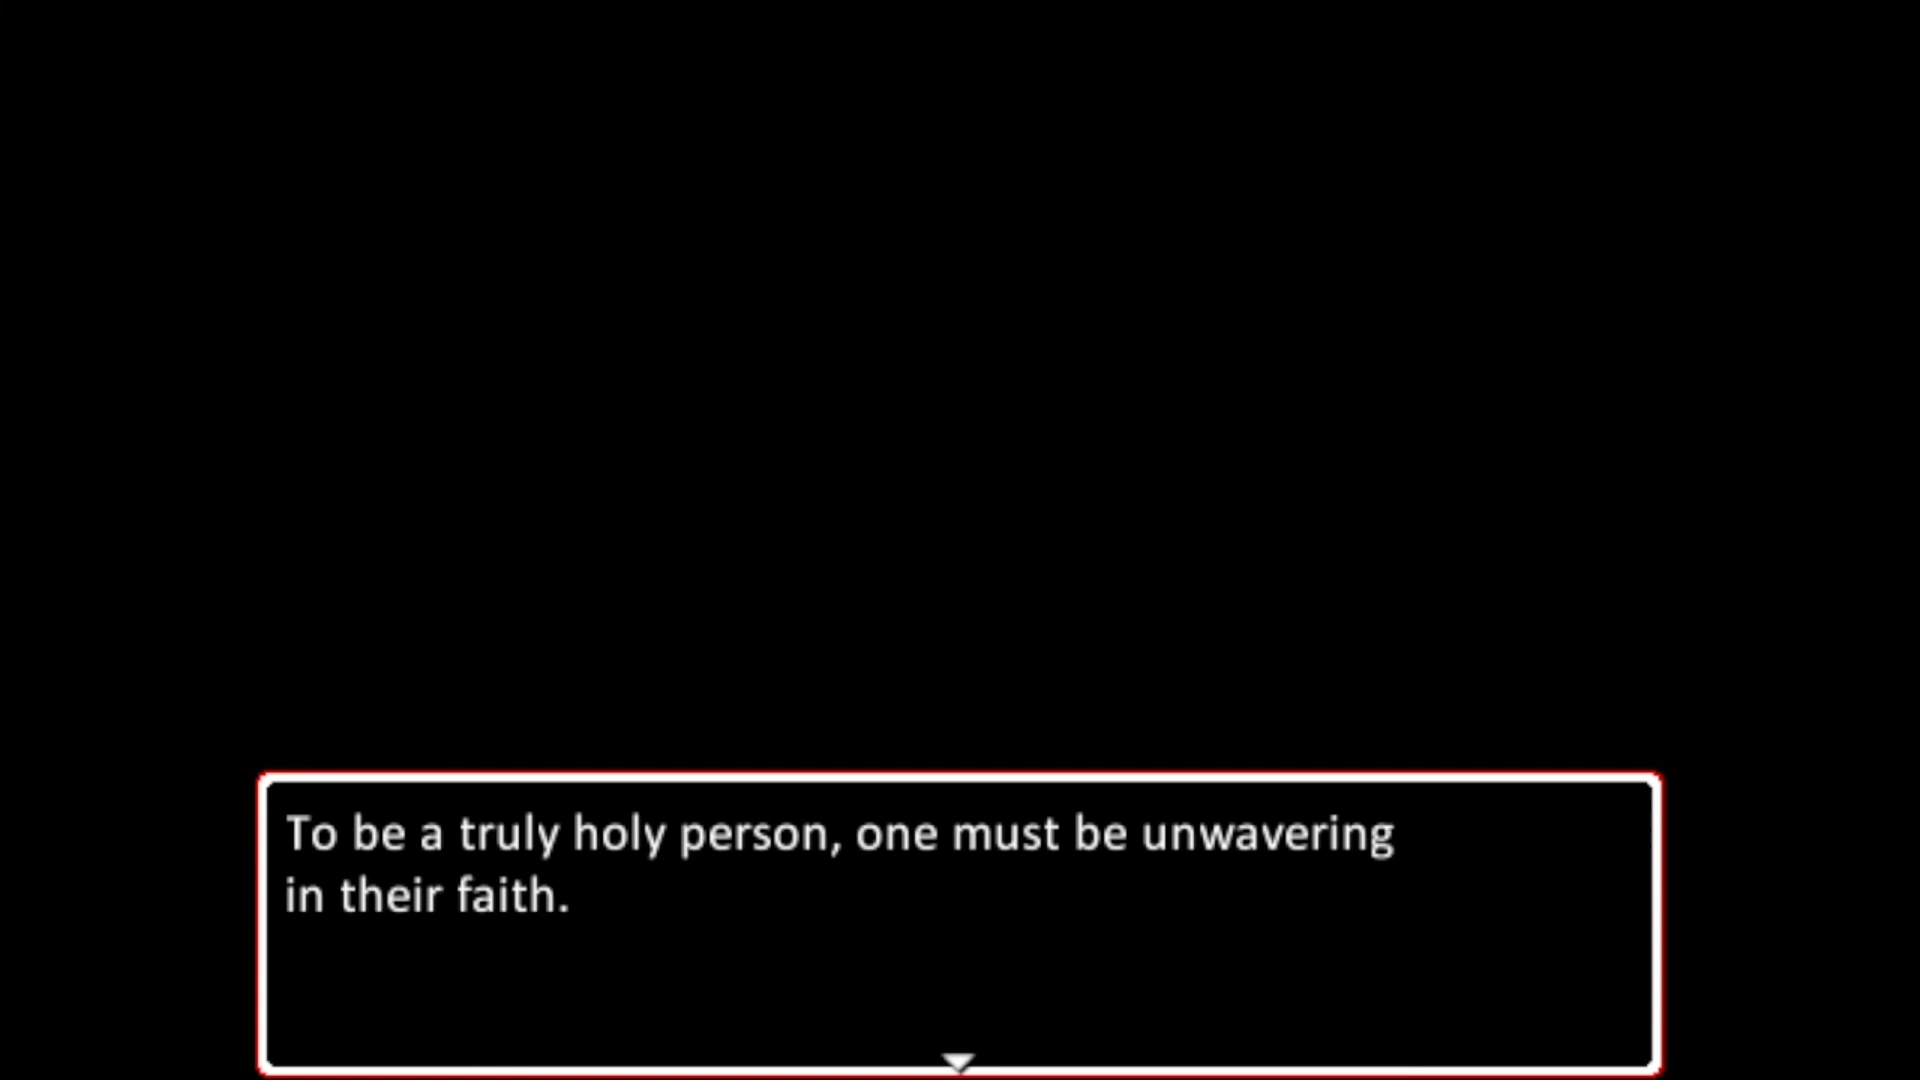 To be a truly holy person, one must be unwavering
in their faith.